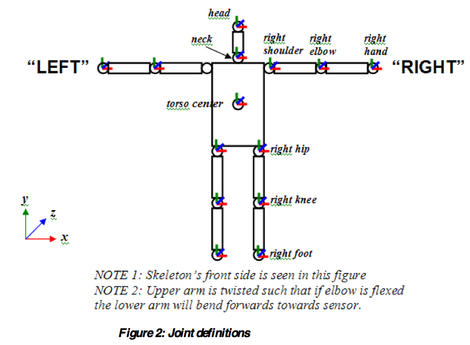 head
neck
right
shoulder
right
elbow
right
hand
“LEFT”
“RIGHT”
torso center
right hip
right knee
right foot
y
z
x
NOTE 1: Skeleton's front side is seen in this figure
NOTE 2: Upper arm is twisted such that if elbow is flexed
the lower arm will bend forwards towards sensor.
Figure 2: Joint definitions